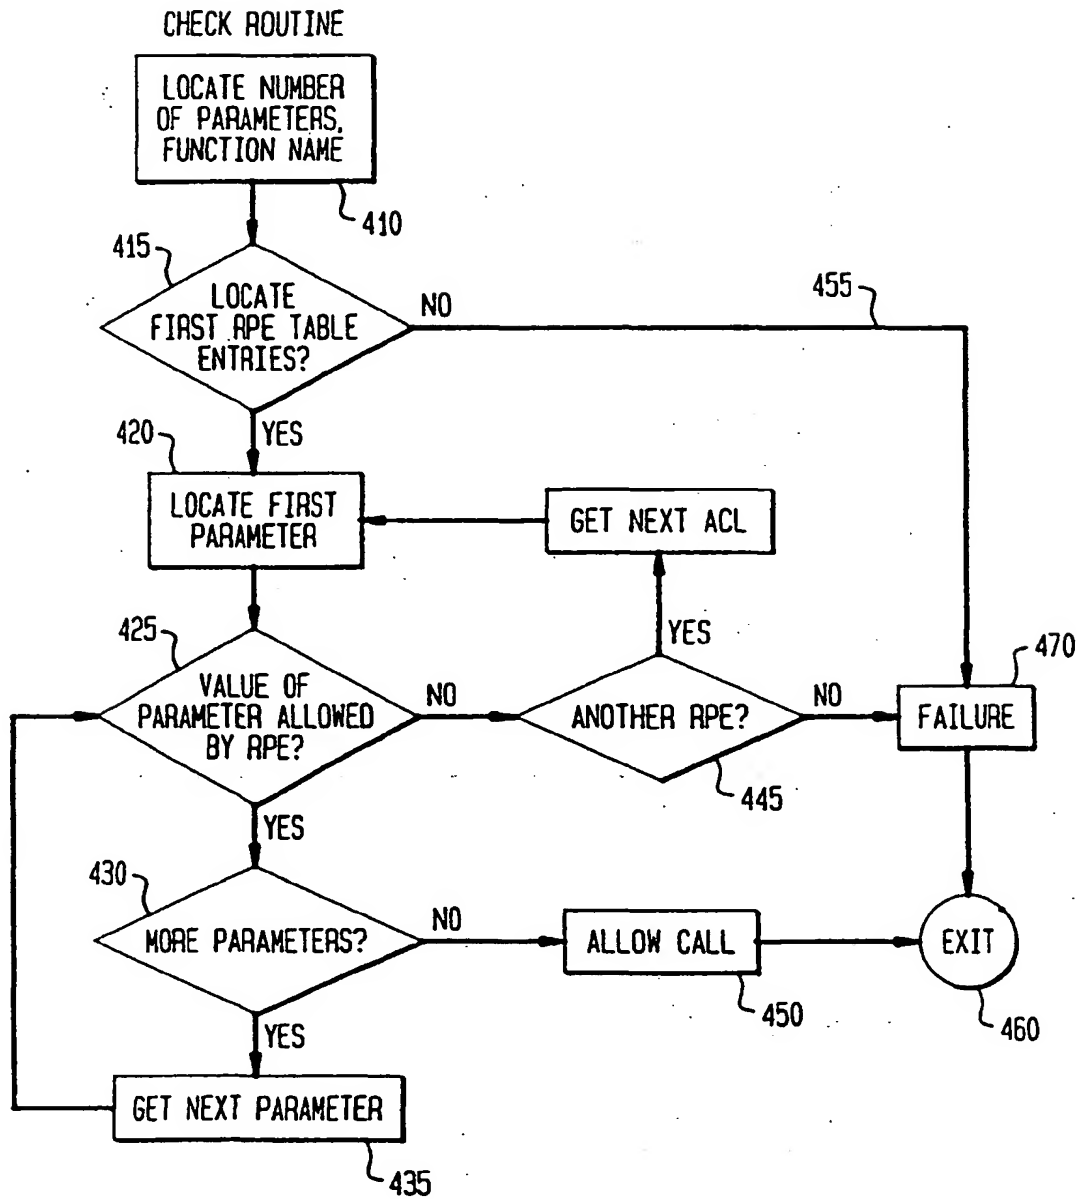 CHECK ROUTINE
LOCATE NUMBER
OF PARAMETERS,
FUNCTION NAME
410
415
LOCATE
FIRST RPE TABLE
ENTRIES?
NO
455
YES
420
LOCATE FIRST
PARAMETER
GET NEXT ACL
YES
425
VALUE OF
PARAMETER ALLOWED
BY RPE?
NO
ANOTHER RPE?
NO
470
FAILURE
445
YES
430
MORE PARAMETERS?
NO
ALLOW CALL
EXIT
450
460
YES
GET NEXT PARAMETER
435